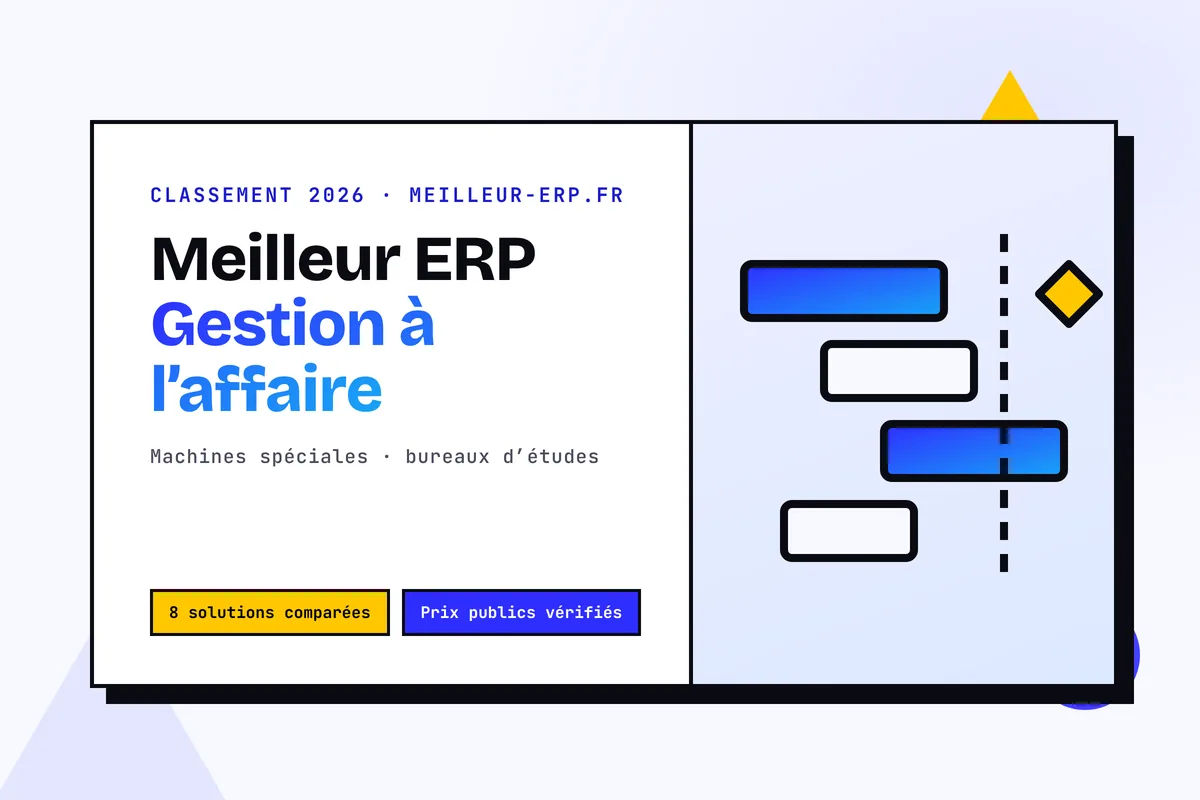 CLASSEMENT 2026 · MEILLEUR-ERP.FR
Meilleur ERP
Gestion à
l’affaire
Machines spéciales · bureaux d’études
8 solutions comparées
Prix publics vérifiés